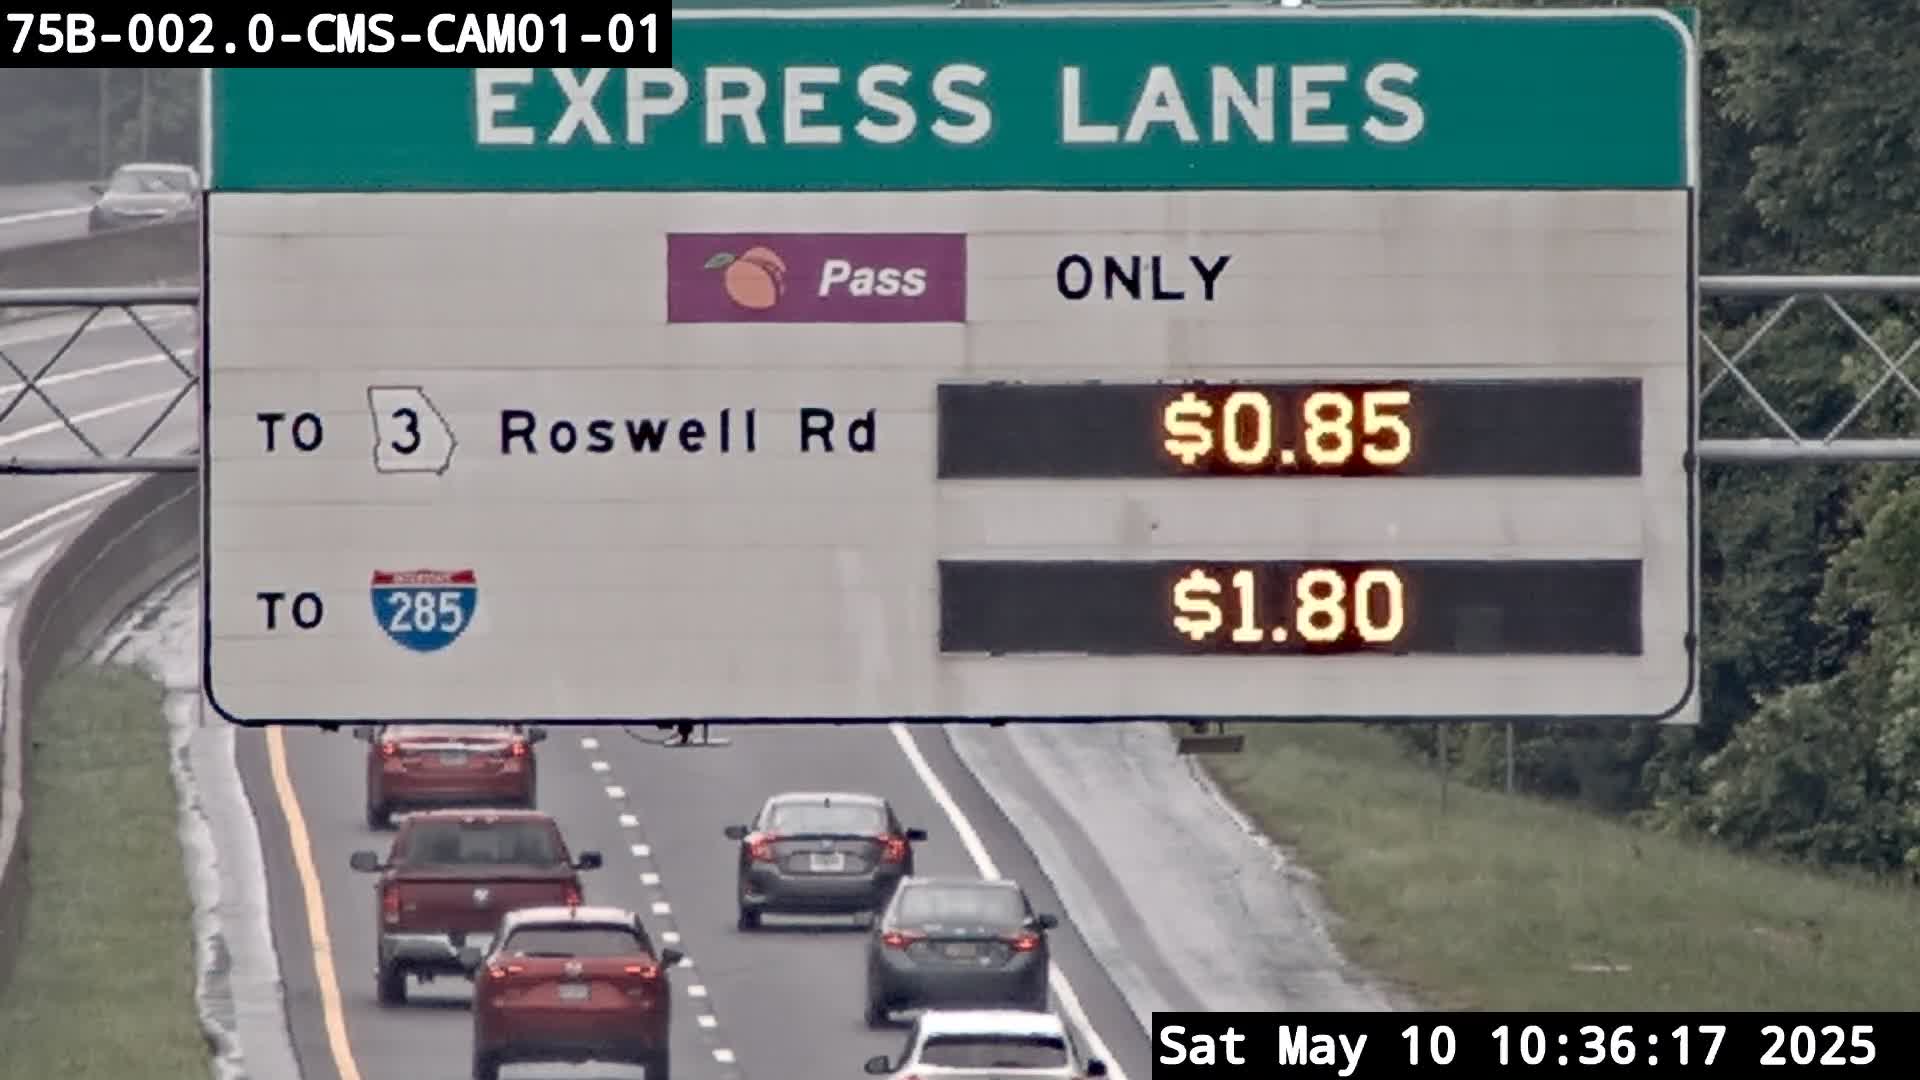 75B-002.0-CMS-CAM01-01
EXPRESS LANES
Pass ONLY
TO 3 Roswell Rd $0.85
TO 285 $1.80
Sat May 10 10:36:17 2025